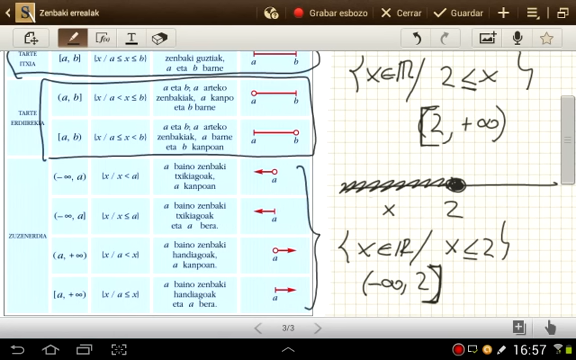 Zenbaki errealak
Grabar esbozo
Cerrar
Guardar
TARTE ITXIA
[a, b]
{x / a ≤ x ≤ b}
zenbaki guztiak,
a eta b barne
a b
TARTE
ERDIIREKIA
(a, b]
{x / a < x ≤ b}
a eta b; a arteko
zenbakiak, a kanpo
eta b barne
a b
[a, b)
{x / a ≤ x < b}
a eta b; a arteko
zenbakiak, a barne
eta b kanpoan
a b
ZUZENERDIA
(−∞, a)
{x / x < a}
a baino zenbaki
txikiagoak,
a kanpoan
a
(−∞, a]
{x / x ≤ a}
a baino zenbaki
txikiagoak
eta a bera.
a
(a, +∞)
{x / a < x}
a baino zenbaki
handiagoak,
a kanpoan.
a
[a, +∞)
{x / a ≤ x}
a baino zenbaki
handiagoak
eta a bera.
a
{x∈ℝ/ 2 ≤ x}
[2, +∞)
x 2
{x∈ℝ/ x ≤ 2}
(-∞, 2]
3/3
16:57